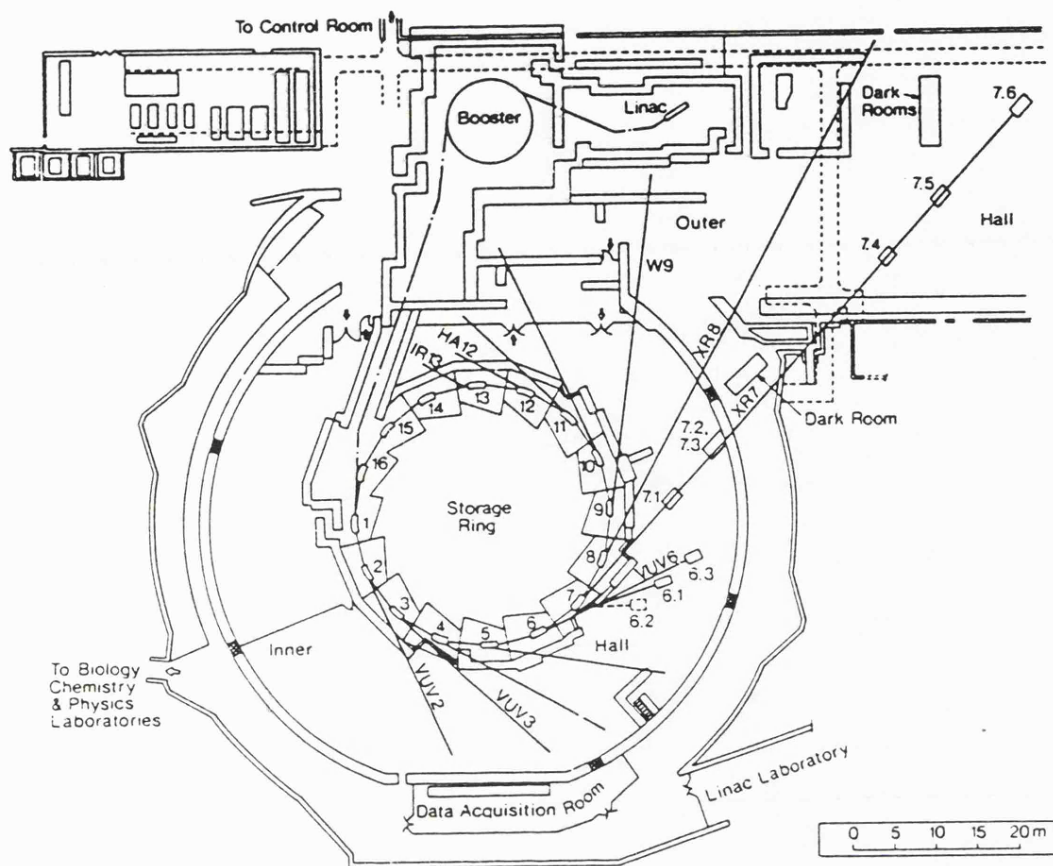 To Control Room
Booster
Linac
Dark
Rooms
7.6
7.5
7.4
Hall
Outer
W9
XR8
XR7
Dark Room
HA12
IR13
7.2,
7.3
7.1
14
13
12
11
15
16
10
9
8
7
6
5
4
3
2
1
Storage
Ring
VUV6
6.3
6.1
6.2
Hall
Inner
VUV2
VUV3
To Biology
Chemistry
& Physics
Laboratories
Data Acquisition Room
Linac Laboratory
0 5 10 15 20 m